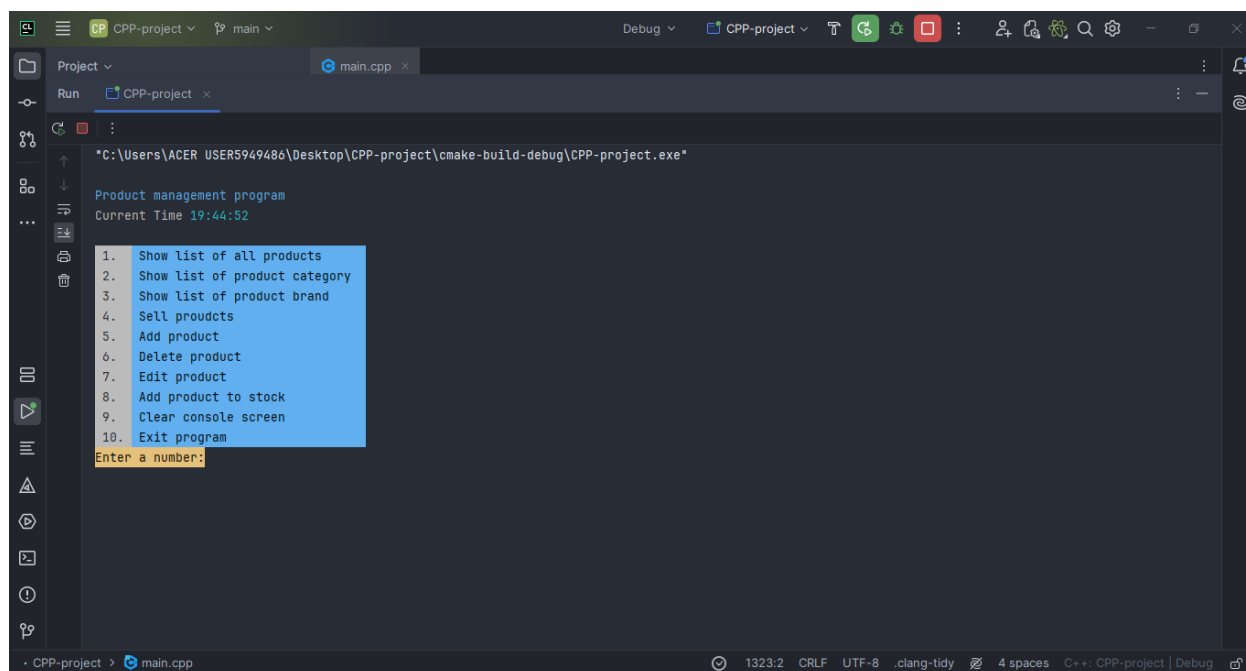 CL CP CPP-project main Debug CPP-project
Project main.cpp
Run CPP-project
"C:\Users\ACER USER5949486\Desktop\CPP-project\cmake-build-debug\CPP-project.exe"
Product management program
Current Time 19:44:52
1. Show list of all products
2. Show list of product category
3. Show list of product brand
4. Sell proudcts
5. Add product
6. Delete product
7. Edit product
8. Add product to stock
9. Clear console screen
10. Exit program
Enter a number:
CPP-project > main.cpp 1323:2 CRLF UTF-8 .clang-tidy 4 spaces C++: CPP-project | Debug